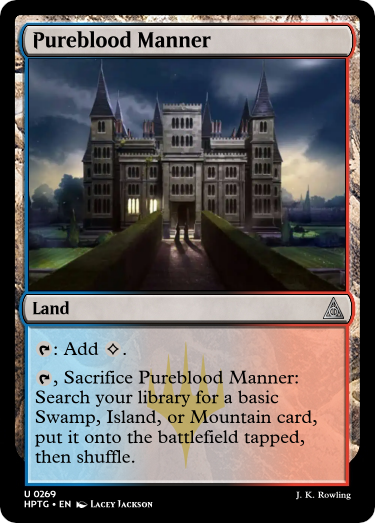 Pureblood Manner
Land
: Add .
, Sacrifice Pureblood Manner:
Search your library for a basic
Swamp, Island, or Mountain card,
put it onto the battlefield tapped,
then shuffle.
U 0269
HPTG • EN Lacey Jackson
J. K. Rowling